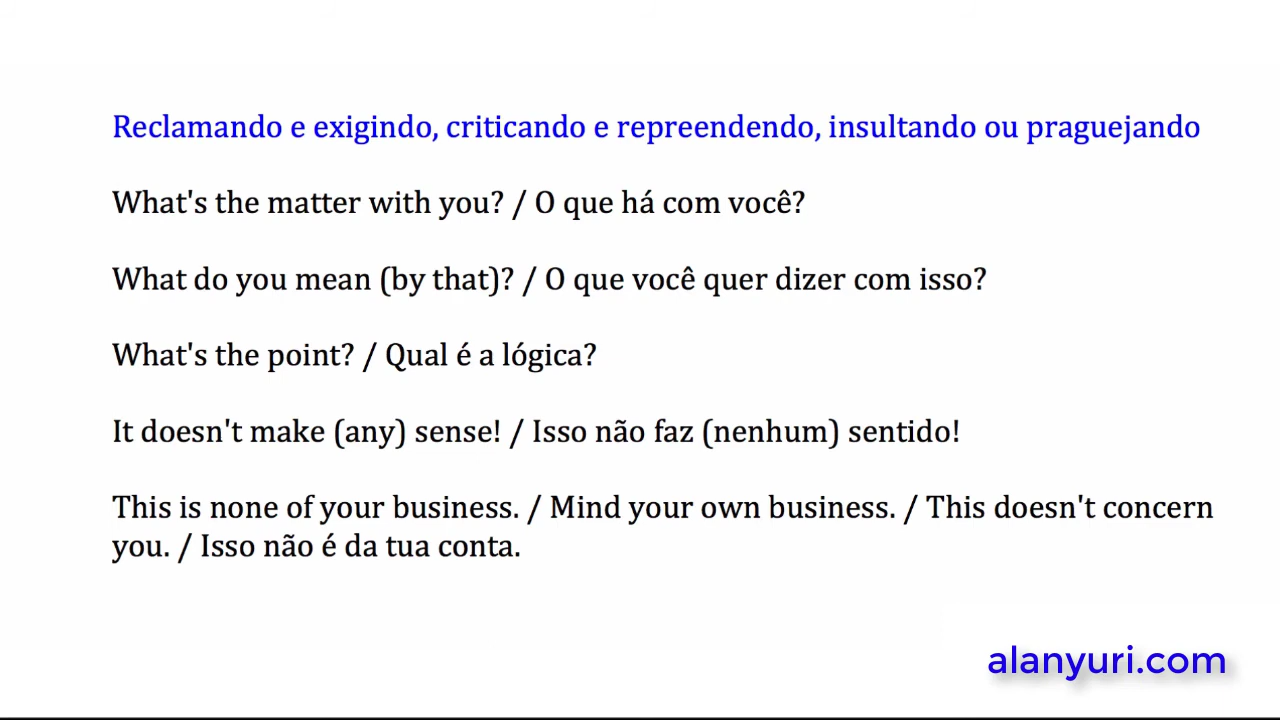 Reclamando e exigindo, criticando e repreendendo, insultando ou praguejando
What's the matter with you? / O que há com você?
What do you mean (by that)? / O que você quer dizer com isso?
What's the point? / Qual é a lógica?
It doesn't make (any) sense! / Isso não faz (nenhum) sentido!
This is none of your business. / Mind your own business. / This doesn't concern
you. / Isso não é da tua conta.
alanyuri.com